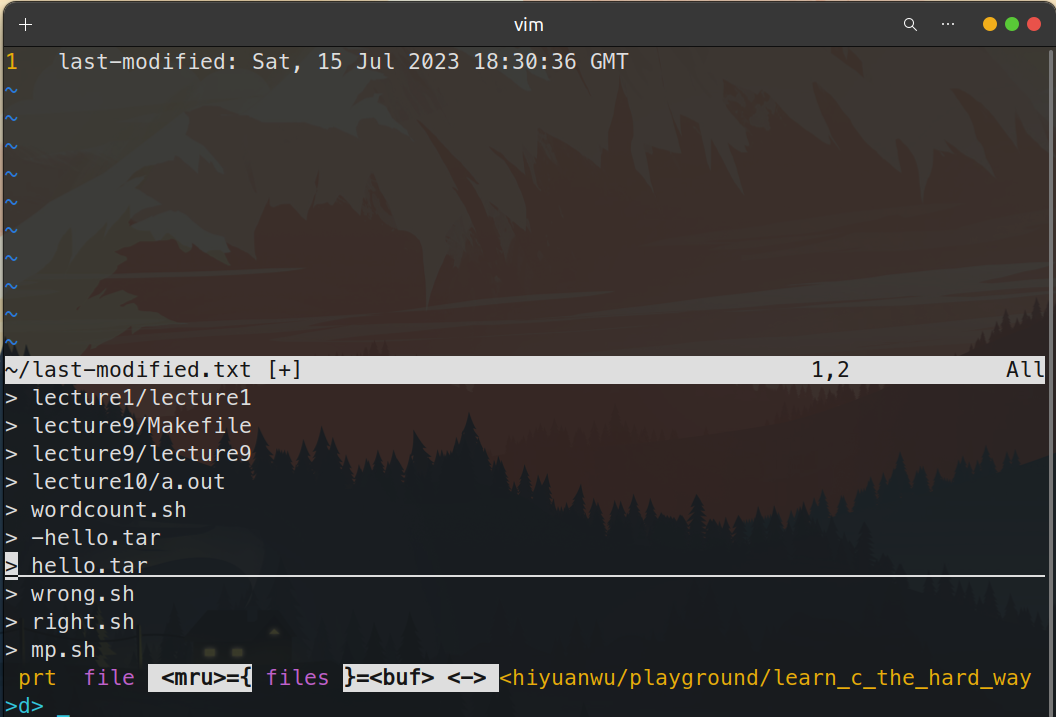 vim
1 last-modified: Sat, 15 Jul 2023 18:30:36 GMT
~
~
~
~
~
~
~
~
~
~
~/last-modified.txt [+] 1,2 All
> lecture1/lecture1
> lecture9/Makefile
> lecture9/lecture9
> lecture10/a.out
> wordcount.sh
> -hello.tar
> hello.tar
> wrong.sh
> right.sh
> mp.sh
prt file <mru>={ files }=<buf> <-> <hiyuanwu/playground/learn_c_the_hard_way
>d> _